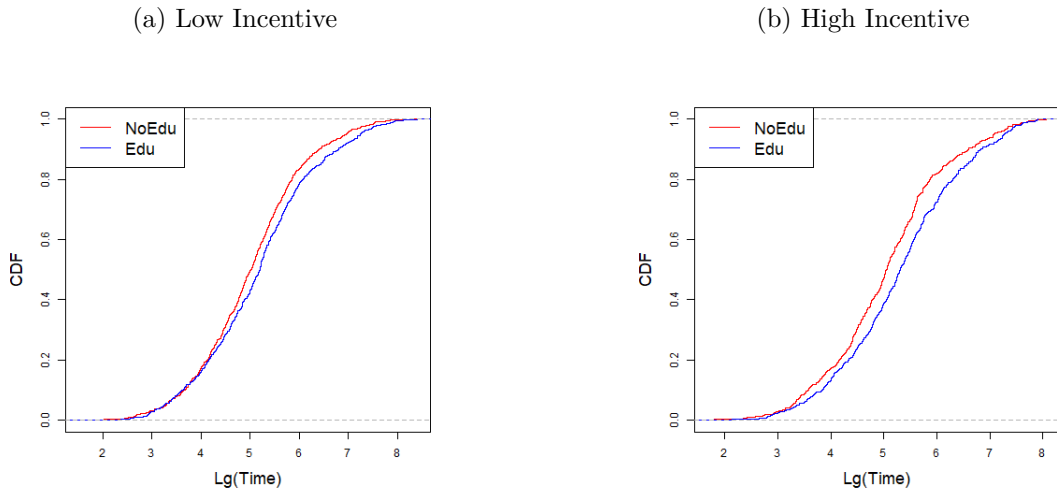 (a) Low Incentive
(b) High Incentive
NoEdu
Edu
CDF
0.0 0.2 0.4 0.6 0.8 1.0
2 3 4 5 6 7 8
Lg(Time)
NoEdu
Edu
CDF
0.0 0.2 0.4 0.6 0.8 1.0
2 3 4 5 6 7 8
Lg(Time)